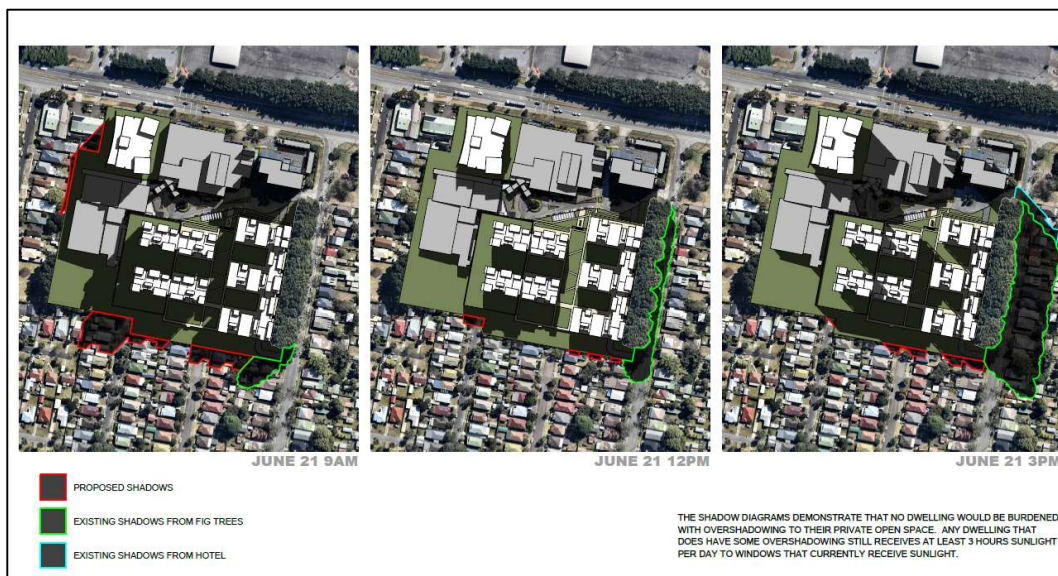 JUNE 21 9AM
JUNE 21 12PM
JUNE 21 3PM
PROPOSED SHADOWS
EXISTING SHADOWS FROM FIG TREES
EXISTING SHADOWS FROM HOTEL
THE SHADOW DIAGRAMS DEMONSTRATE THAT NO DWELLING WOULD BE BURDENED
WITH OVERSHADOWING TO THEIR PRIVATE OPEN SPACE. ANY DWELLING THAT
DOES HAVE SOME OVERSHADOWING STILL RECEIVES AT LEAST 3 HOURS SUNLIGHT
PER DAY TO WINDOWS THAT CURRENTLY RECEIVE SUNLIGHT.